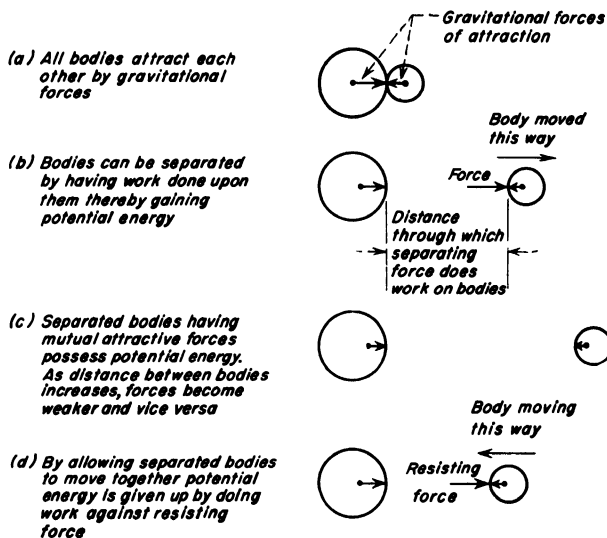 Gravitational forces
of attraction
(a) All bodies attract each
other by gravitational
forces
Body moved
this way
(b) Bodies can be separated
by having work done upon
them thereby gaining
potential energy
Force
Distance
through which
separating
force does
work on bodies
(c) Separated bodies having
mutual attractive forces
possess potential energy.
As distance between bodies
increases, forces become
weaker and vice versa
Body moving
this way
(d) By allowing separated bodies
to move together potential
energy is given up by doing
work against resisting
force
Resisting
force